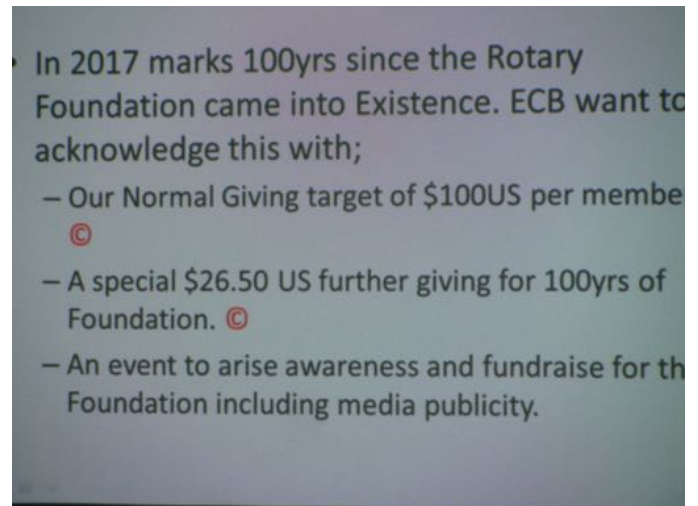 • In 2017 marks 100yrs since the Rotary
Foundation came into Existence. ECB want to
acknowledge this with;
– Our Normal Giving target of $100US per membe
©
– A special $26.50 US further giving for 100yrs of
Foundation. ©
– An event to arise awareness and fundraise for th
Foundation including media publicity.